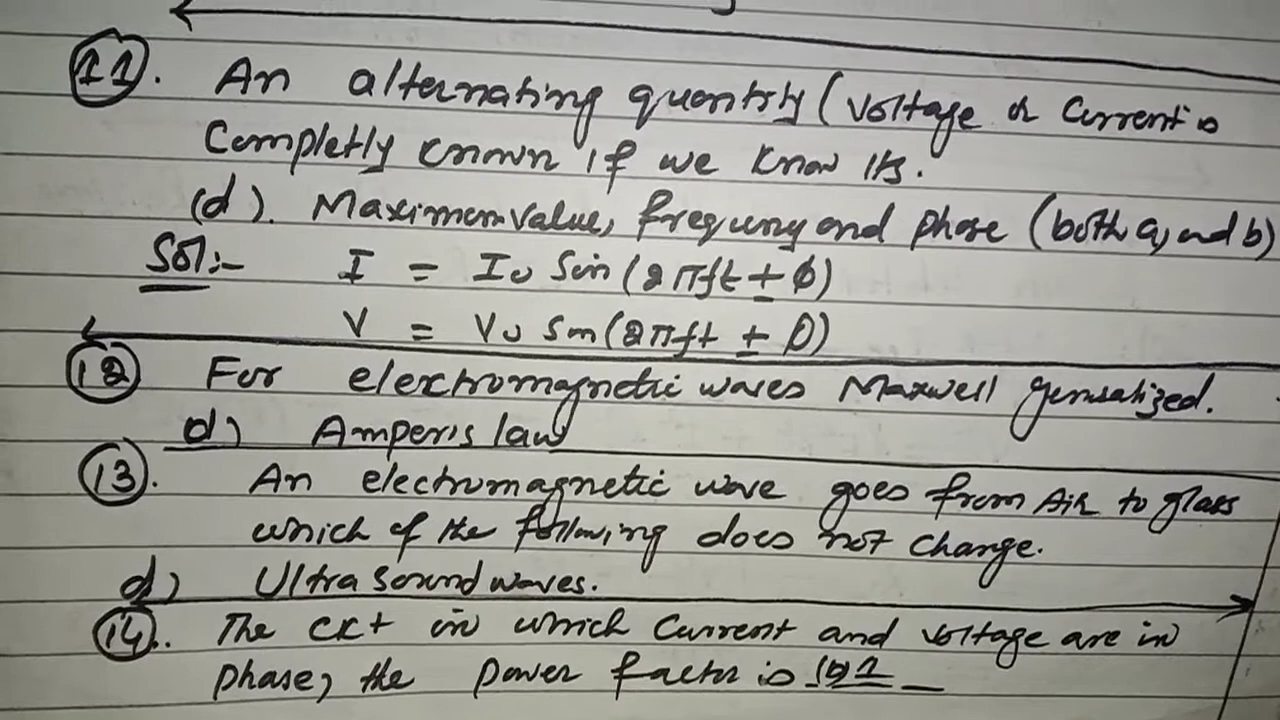 11. An alternating quantity (voltage or Current is
Completly known if we know its.
(d). Maximum value, frequency and phase (both a, and b)
Sol:- I = Io Sin (2πft ± ϕ)
V = Vo Sin (2πft ± ϕ)
12 For electromagnetic waves Maxwell generalized.
d) Amperis law
13. An electromagnetic wave goes from Air to glass
which of the following does not change.
d) Ultra Sound waves.
14. The ckt in which Current and voltage are in
phase, the power factor is